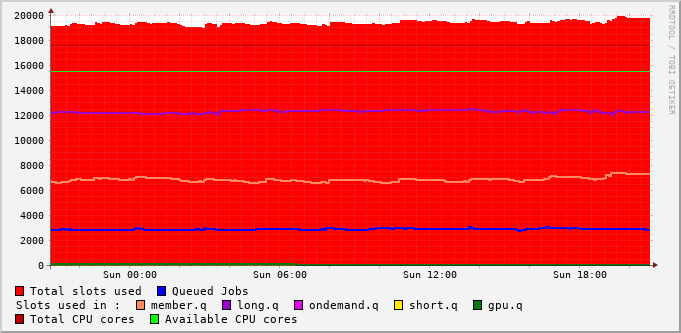 20000
18000
16000
14000
12000
10000
8000
6000
4000
2000
0
Sun 00:00 Sun 06:00 Sun 12:00 Sun 18:00
Total slots used Queued Jobs
Slots used in : member.q long.q ondemand.q short.q gpu.q
Total CPU cores Available CPU cores
RRDTOOL / TOBI OETIKER